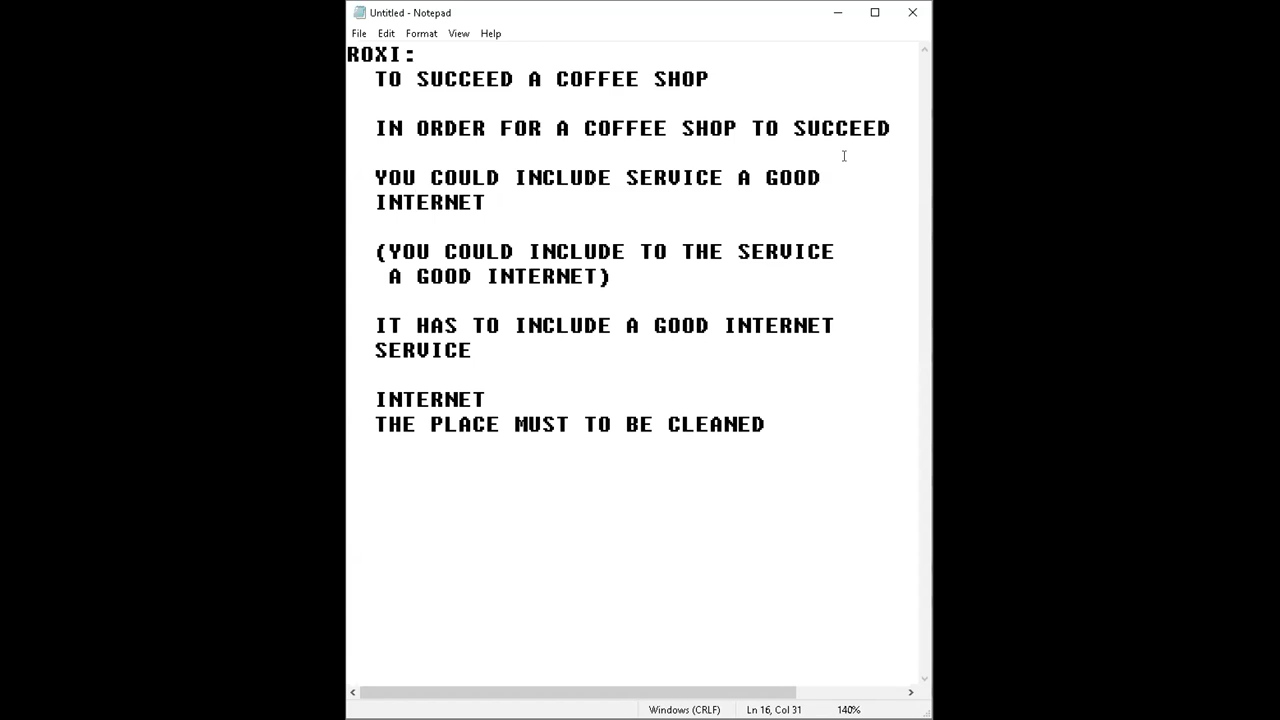 Untitled - Notepad
File Edit Format View Help
ROXI:
TO SUCCEED A COFFEE SHOP
IN ORDER FOR A COFFEE SHOP TO SUCCEED
YOU COULD INCLUDE SERVICE A GOOD
INTERNET
(YOU COULD INCLUDE TO THE SERVICE
A GOOD INTERNET)
IT HAS TO INCLUDE A GOOD INTERNET
SERVICE
INTERNET
THE PLACE MUST TO BE CLEANED
Windows (CRLF) Ln 16, Col 31 140%